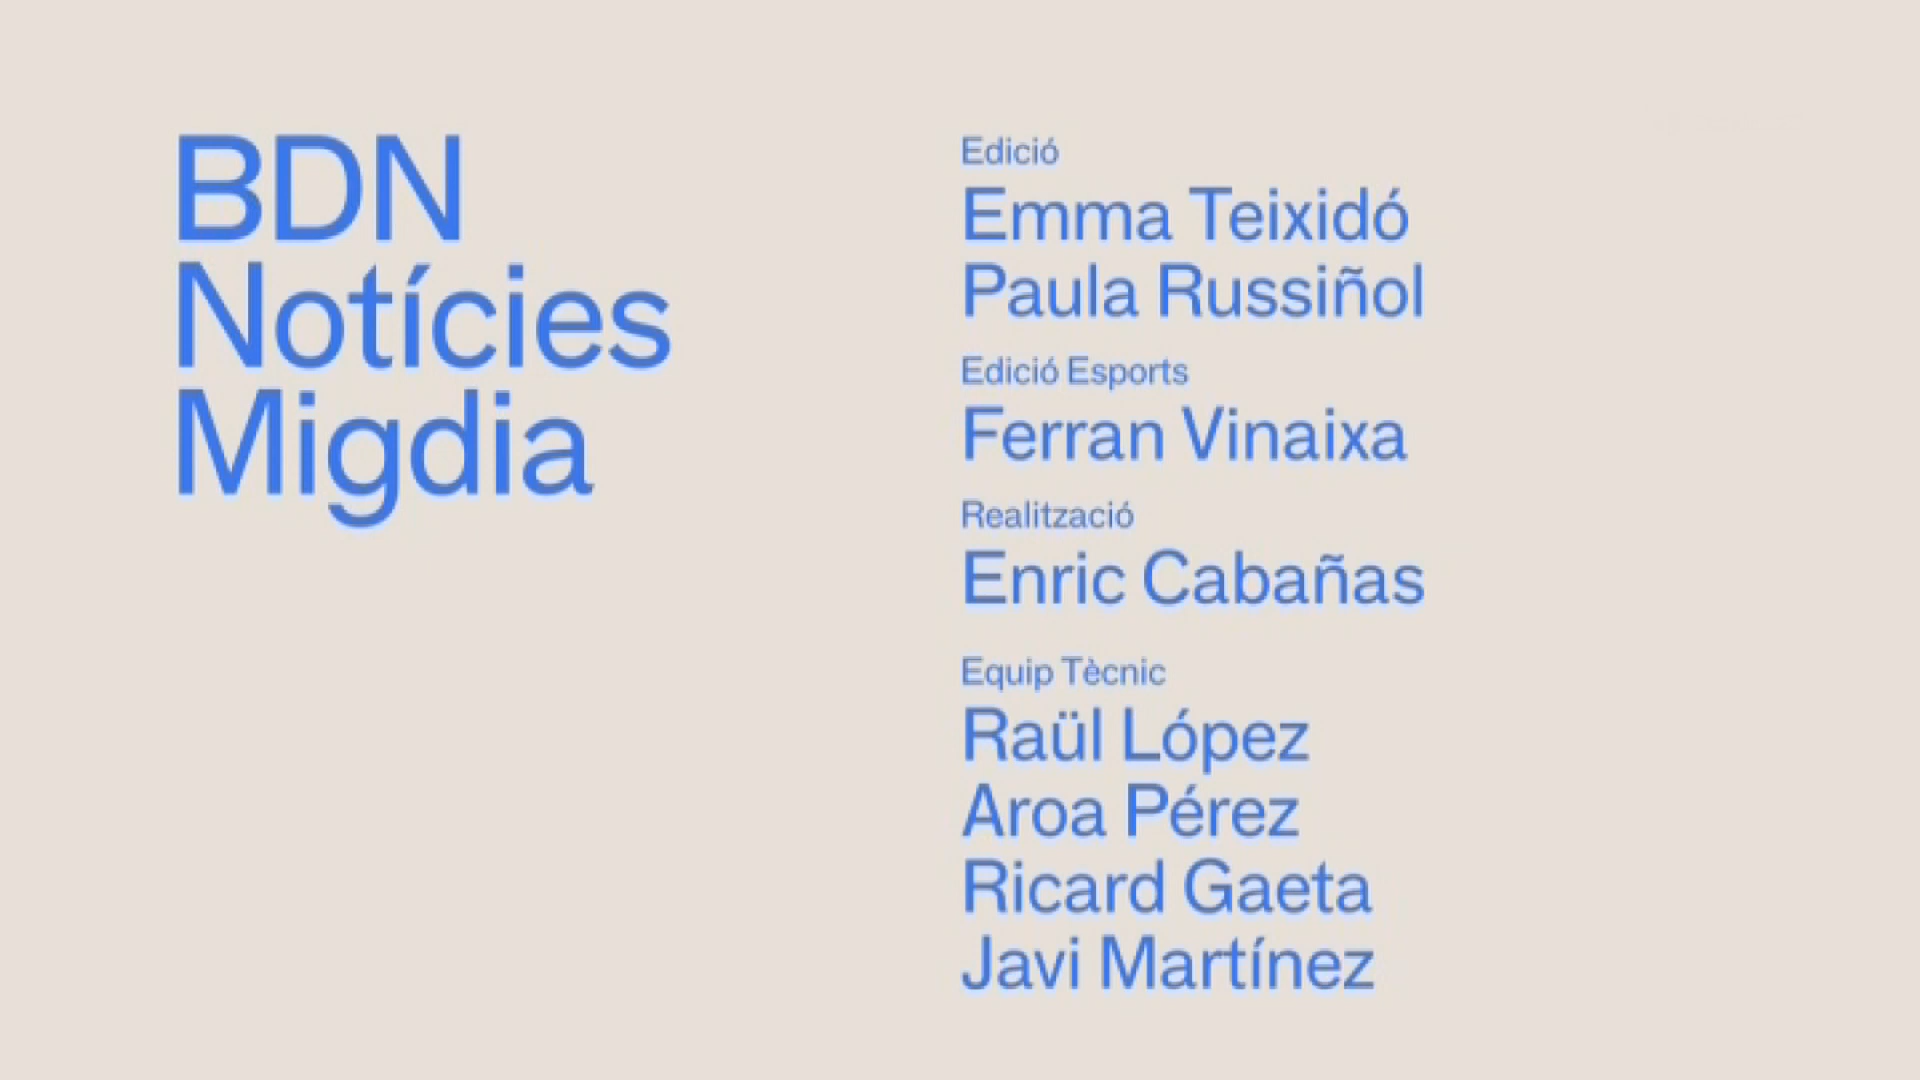 BDN
Notícies
Migdia
Edició
Emma Teixidó
Paula Russiñol
Edició Esports
Ferran Vinaixa
Realització
Enric Cabañas
Equip Tècnic
Raül López
Aroa Pérez
Ricard Gaeta
Javi Martínez